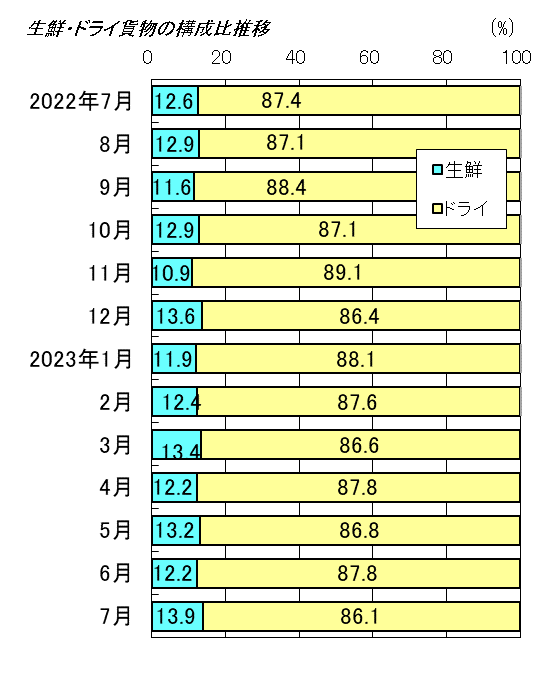 生鮮・ドライ貨物の構成比推移 (%)
0 20 40 60 80 100
2022年7月 12.6 87.4
8月 12.9 87.1
9月 11.6 88.4
10月 12.9 87.1
11月 10.9 89.1
12月 13.6 86.4
2023年1月 11.9 88.1
2月 12.4 87.6
3月 13.4 86.6
4月 12.2 87.8
5月 13.2 86.8
6月 12.2 87.8
7月 13.9 86.1
生鮮
ドライ